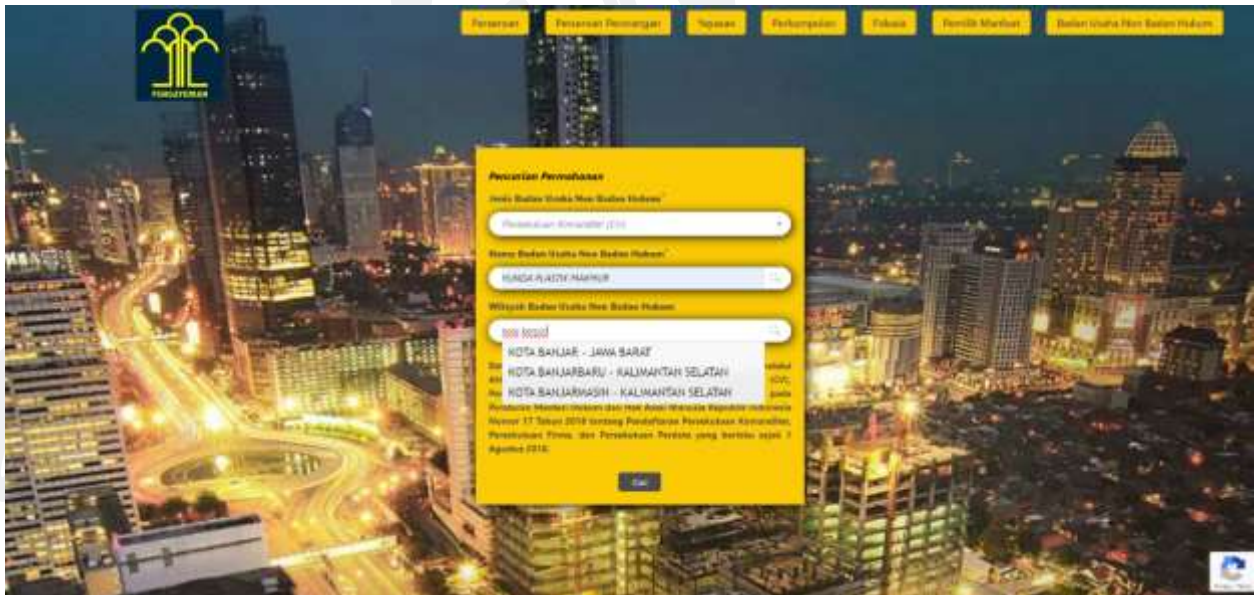 Perseroan Perseroan Perorangan Yayasan Perkumpulan Fidusia Pemilik Manfaat Badan Usaha Non Badan Hukum
PENGAYOMAN
Pencarian Permohonan
Jenis Badan Usaha Non Badan Hukum*
Persekutuan Komanditer (CV)
Nama Badan Usaha Non Badan Hukum*
PLASTIK MAKMUR
Wilayah Badan Usaha Non Badan Hukum
KOTA BANJAR - JAWA BARAT
KOTA BANJARBARU - KALIMANTAN SELATAN
KOTA BANJARMASIN - KALIMANTAN SELATAN
(CV),
pada
Peraturan Menteri Hukum dan Hak Asasi Manusia Republik Indonesia
Nomor 17 Tahun 2018 tentang Pendaftaran Persekutuan Komanditer,
Persekutuan Firma, dan Persekutuan Perdata yang berlaku sejak 1
Agustus 2018.
Cari